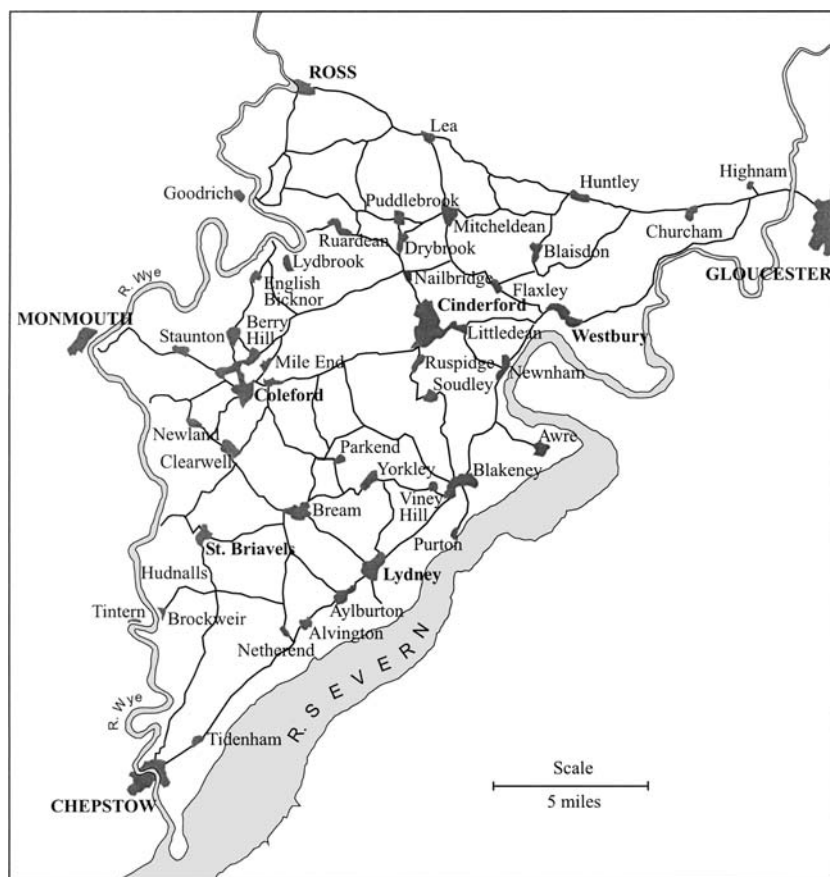 ROSS
Lea
Huntley
Highnam
Goodrich
Puddlebrook
Mitcheldean
Churcham
Ruardean
Drybrook
Blaisdon
Lydbrook
GLOUCESTER
R. Wye
English
Bicknor
Nailbridge
Flaxley
Cinderford
MONMOUTH
Staunton
Berry
Hill
Littledean
Westbury
Mile End
Ruspidge
Newnham
Soudley
Coleford
Newland
Clearwell
Parkend
Awre
Yorkley
Blakeney
Viney
Hill
Bream
St. Briavels
Purton
Hudnalls
Lydney
Tintern
Brockweir
Aylburton
Alvington
Netherend
R. SEVERN
R. Wye
Tidenham
CHEPSTOW
Scale
5 miles